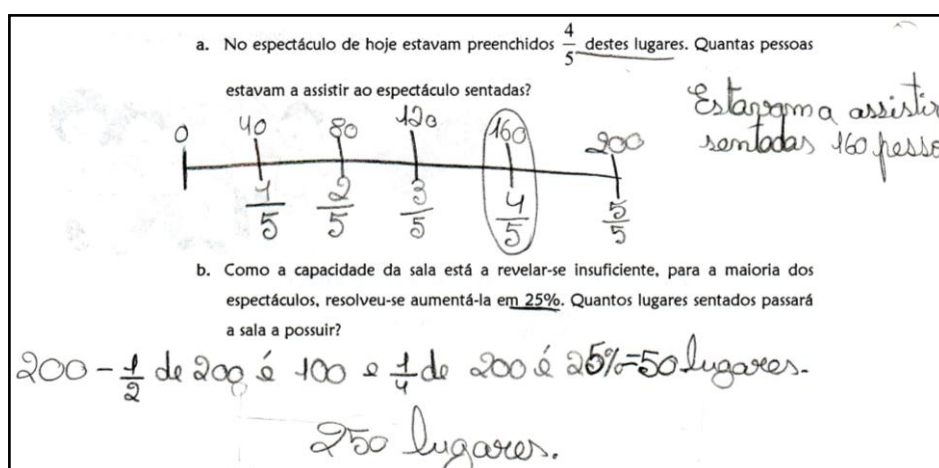 a. No espectáculo de hoje estavam preenchidos 4/5 destes lugares. Quantas pessoas
estavam a assistir ao espectáculo sentadas?
Estavam a assistir
sentadas 160 pesso
0 40 80 120 160 200
1/5 2/5 3/5 4/5 5/5
b. Como a capacidade da sala está a revelar-se insuficiente, para a maioria dos
espectáculos, resolveu-se aumentá-la em 25%. Quantos lugares sentados passará
a sala a possuir?
200 - 1/2 de 200 é 100 e 1/4 de 200 é 25%=50 lugares.
250 lugares.